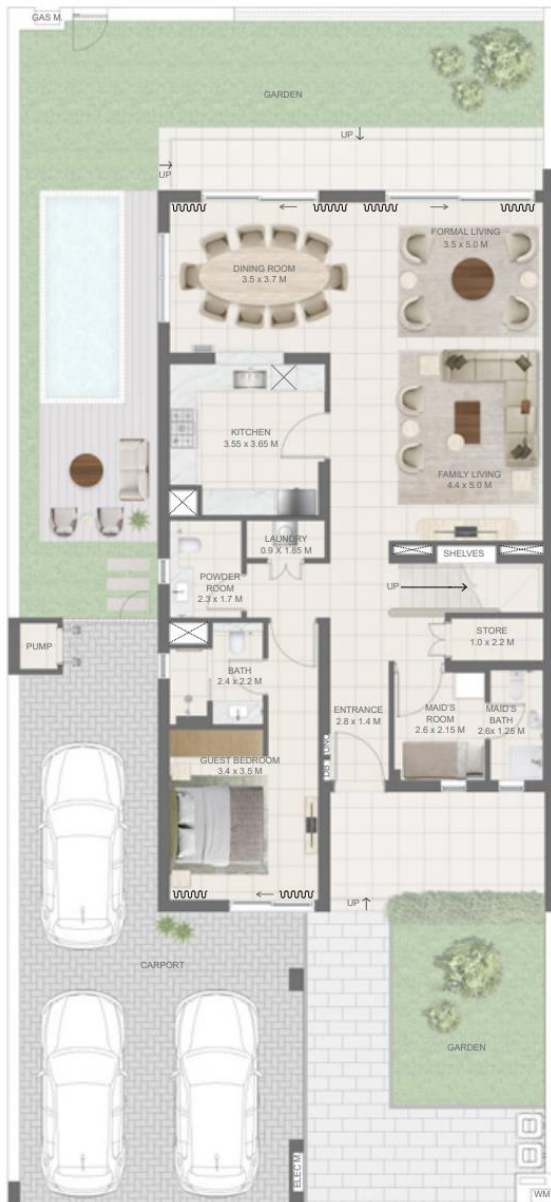 GAS M.
GARDEN
UP
UP
FORMAL LIVING
3.5 x 5.0 M
DINING ROOM
3.5 x 3.7 M
KITCHEN
3.55 x 3.65 M
FAMILY LIVING
4.4 x 5.0 M
LAUNDRY
0.9 X 1.85 M
SHELVES
POWDER
ROOM
2.3 x 1.7 M
UP
STORE
1.0 x 2.2 M
PUMP
BATH
2.4 x 2.2 M
ENTRANCE
2.8 x 1.4 M
MAID'S
ROOM
2.6 x 2.15 M
MAID'S
BATH
2.6x 1.25 M
DB
GUEST BEDROOM
3.4 x 3.5 M
UP
CARPORT
GARDEN
ELEC M
WM